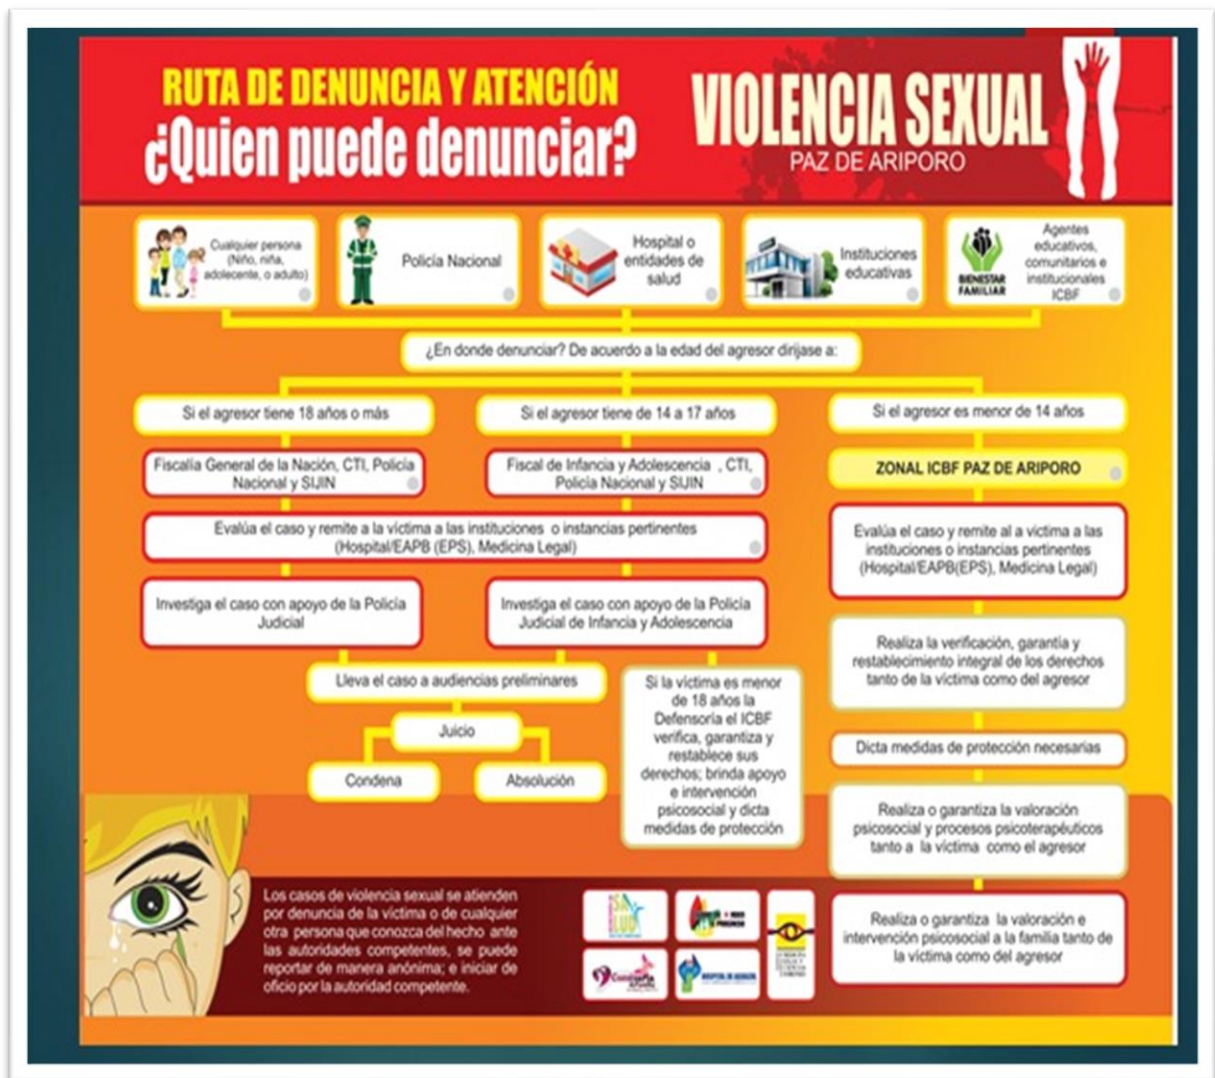 RUTA DE DENUNCIA Y ATENCIÓN
¿Quien puede denunciar?
VIOLENCIA SEXUAL
PAZ DE ARIPORO
Cualquier persona
(Niño, niña,
adolecente, o adulto)
Policía Nacional
Hospital o
entidades de
salud
Instituciones
educativas
BIENESTAR
FAMILIAR
Agentes
educativos,
comunitarios e
institucionales
ICBF
¿En donde denunciar? De acuerdo a la edad del agresor dirijase a:
Si el agresor tiene 18 años o más
Fiscalía General de la Nación, CTI, Policía
Nacional y SIJIN
Si el agresor tiene de 14 a 17 años
Fiscal de Infancia y Adolescencia , CTI,
Policía Nacional y SIJIN
Evalúa el caso y remite a la víctima a las instituciones o instancias pertinentes
(Hospital/EAPB (EPS), Medicina Legal)
Investiga el caso con apoyo de la Policía
Judicial
Investiga el caso con apoyo de la Policía
Judicial de Infancia y Adolescencia
Lleva el caso a audiencias preliminares
Juicio
Condena
Absolución
Si la víctima es menor
de 18 años la
Defensoría el ICBF
verifica, garantiza y
restablece sus
derechos; brinda apoyo
e intervención
psicosocial y dicta
medidas de protección
Si el agresor es menor de 14 años
ZONAL ICBF PAZ DE ARIPORO
Evalúa el caso y remite al a victima a las
instituciones o instancias pertinentes
(Hospital/EAPB(EPS), Medicina Legal)
Realiza la verificación, garantía y
restablecimiento integral de los derechos
tanto de la víctima como del agresor
Dicta medidas de protección necesarias
Realiza o garantiza la valoración
psicosocial y procesos psicoterapéuticos
tanto a la víctima como el agresor
Realiza o garantiza la valoración e
intervención psicosocial a la familia tanto de
la víctima como del agresor
Los casos de violencia sexual se atienden
por denuncia de la víctima o de cualquier
otra persona que conozca del hecho ante
las autoridades competentes, se puede
reportar de manera anónima; e iniciar de
oficio por la autoridad competente.
SALUD